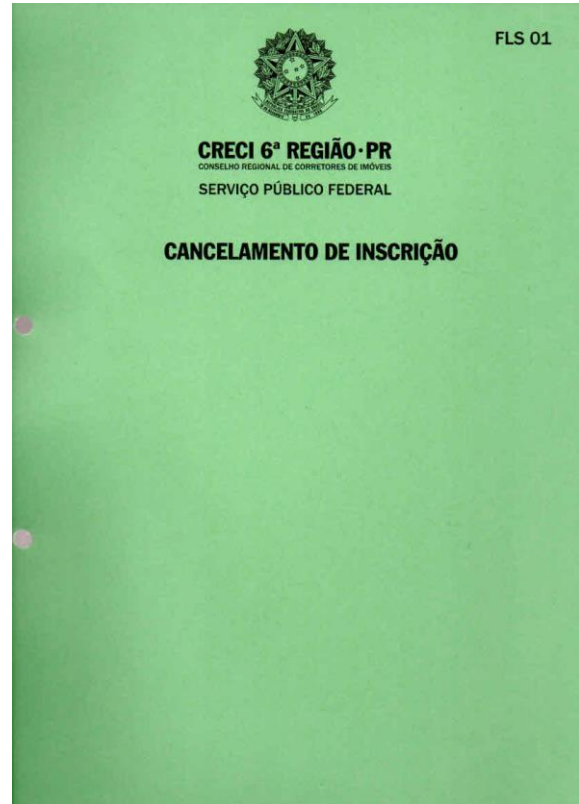 FLS 01
CRECI 6ª REGIÃO·PR
CONSELHO REGIONAL DE CORRETORES DE IMÓVEIS
SERVIÇO PÚBLICO FEDERAL
CANCELAMENTO DE INSCRIÇÃO